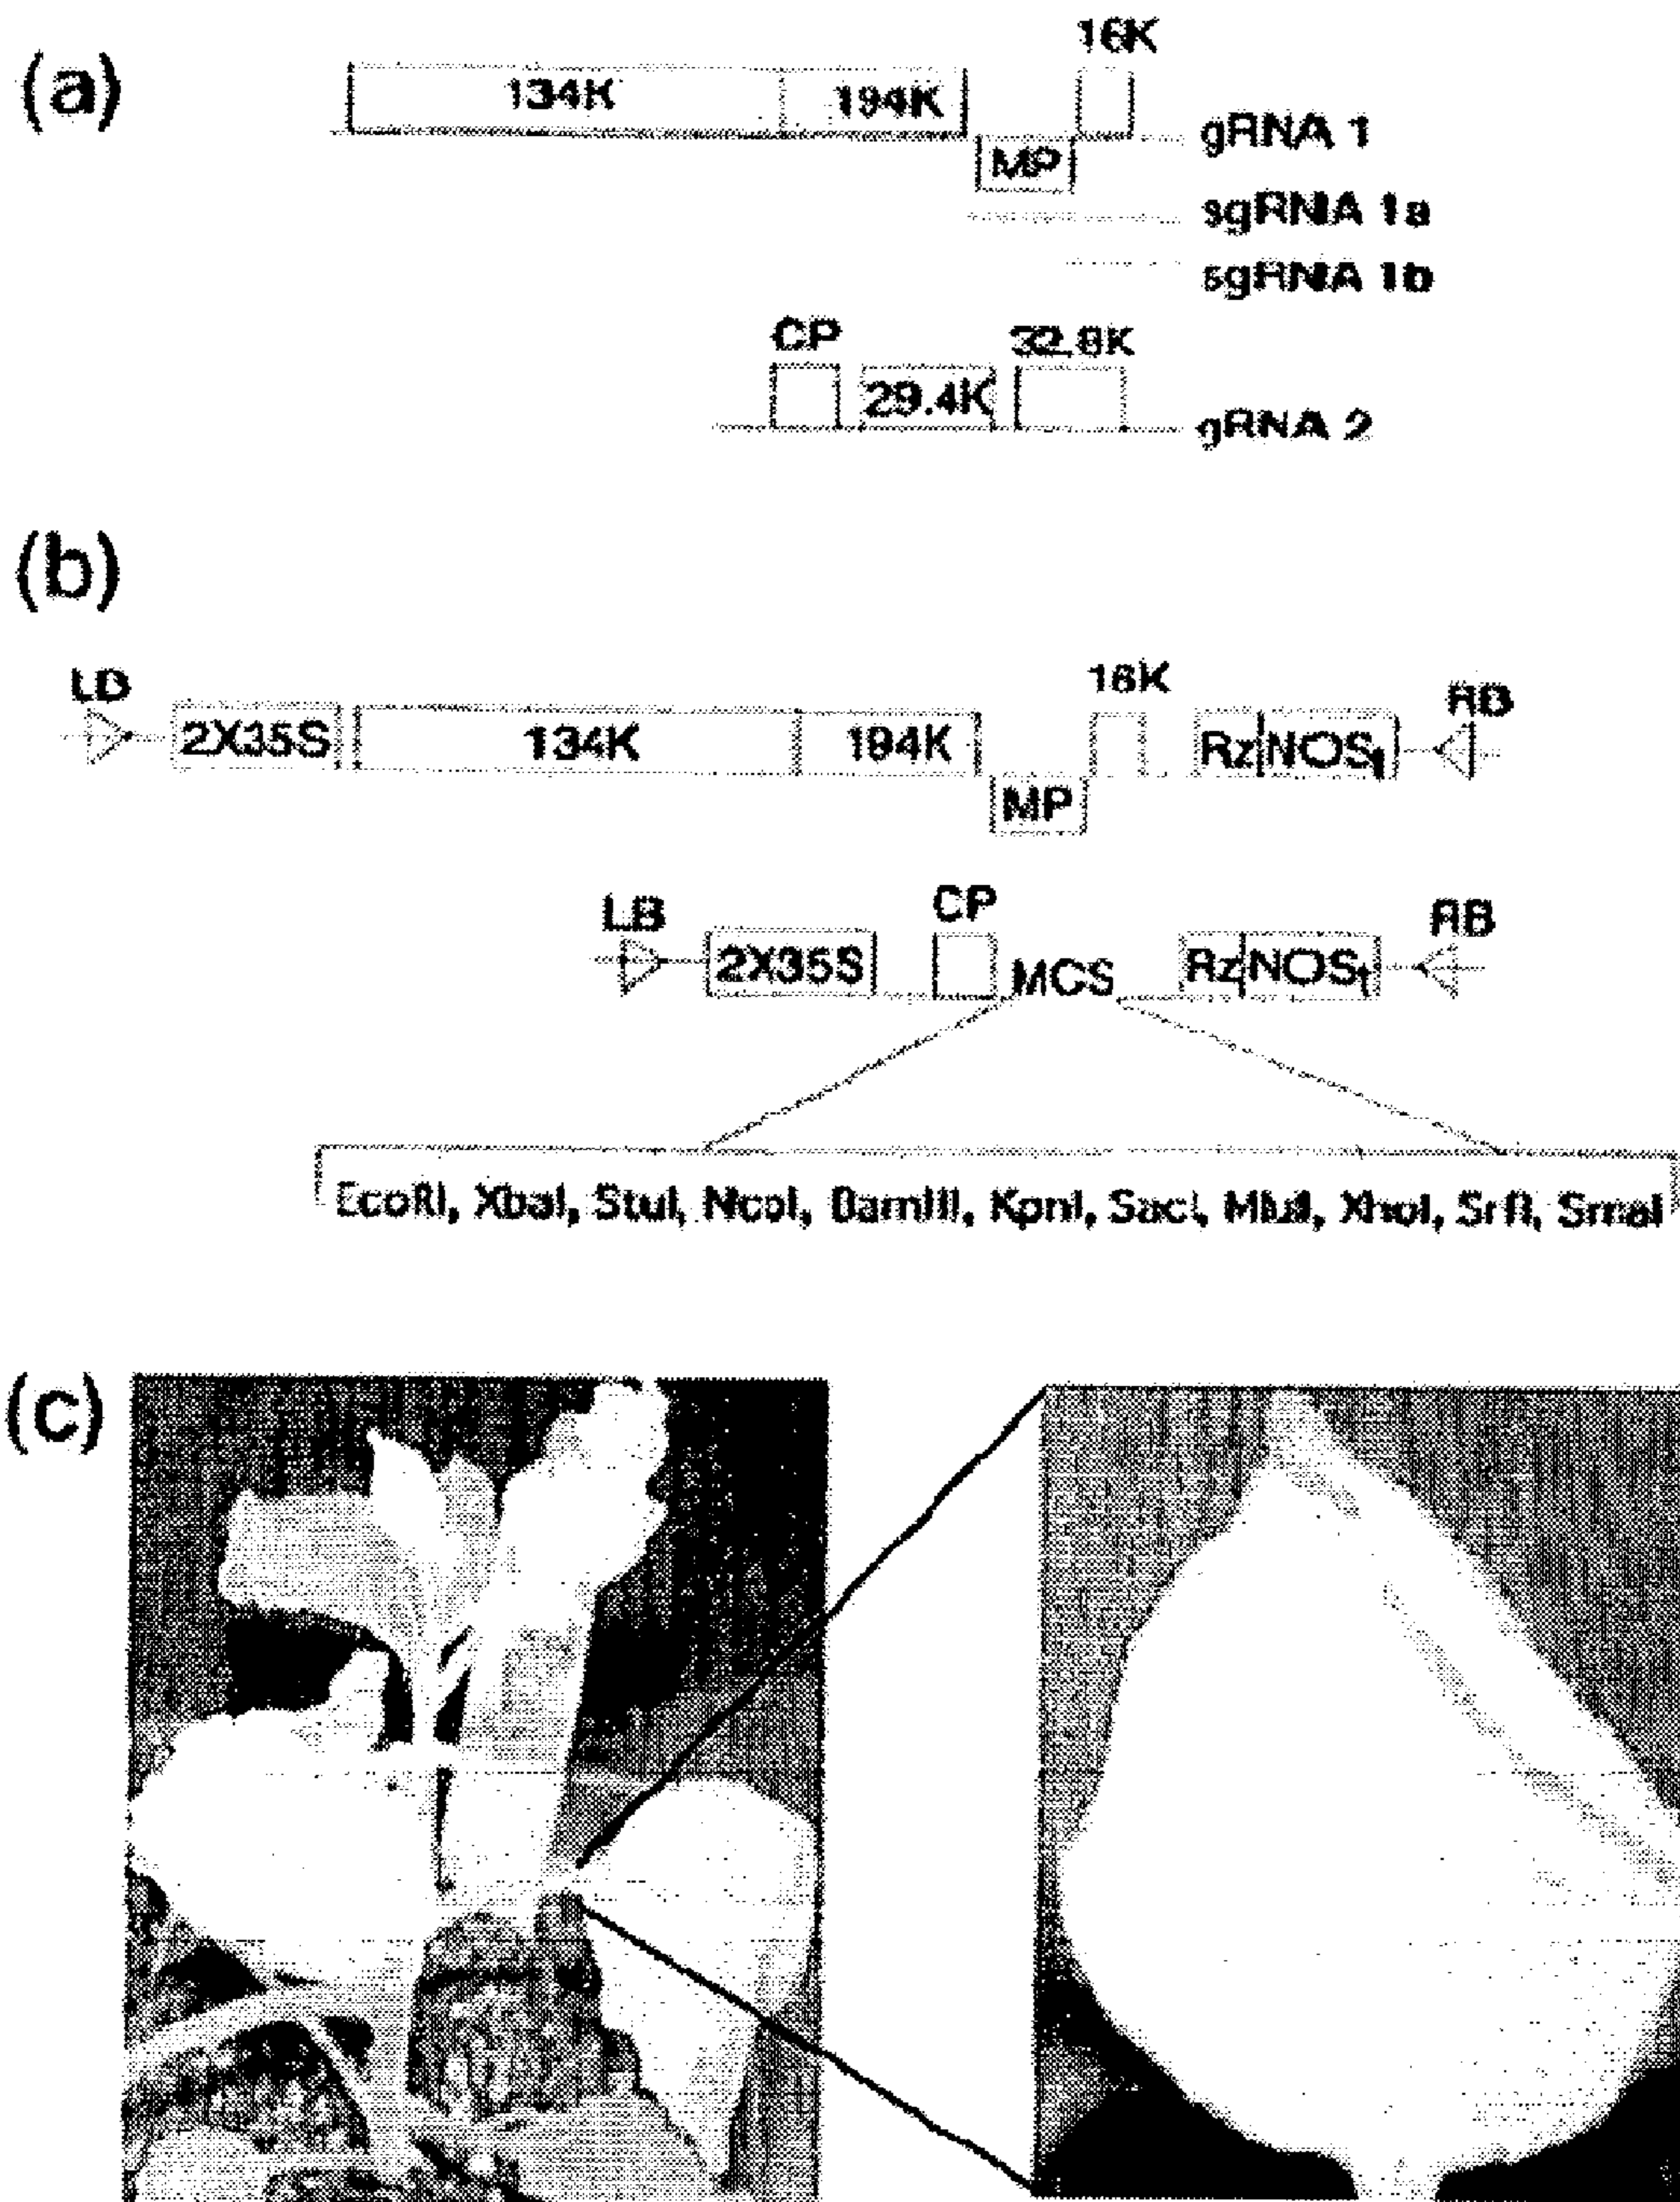 (a)
16K
134K 194K
gRNA 1
MP
sgRNA 1a
sgRNA 1b
CP 32.8K
29.4K
gRNA 2
(b)
LB 16K RB
2X35S 134K 194K Rz NOSt
MP
LB CP RB
2X35S MCS Rz NOSt
EcoRI, XbaI, StuI, NcoI, BamHI, KpnI, SacI, MluI, XhoI, SrfI, SmaI
(c)